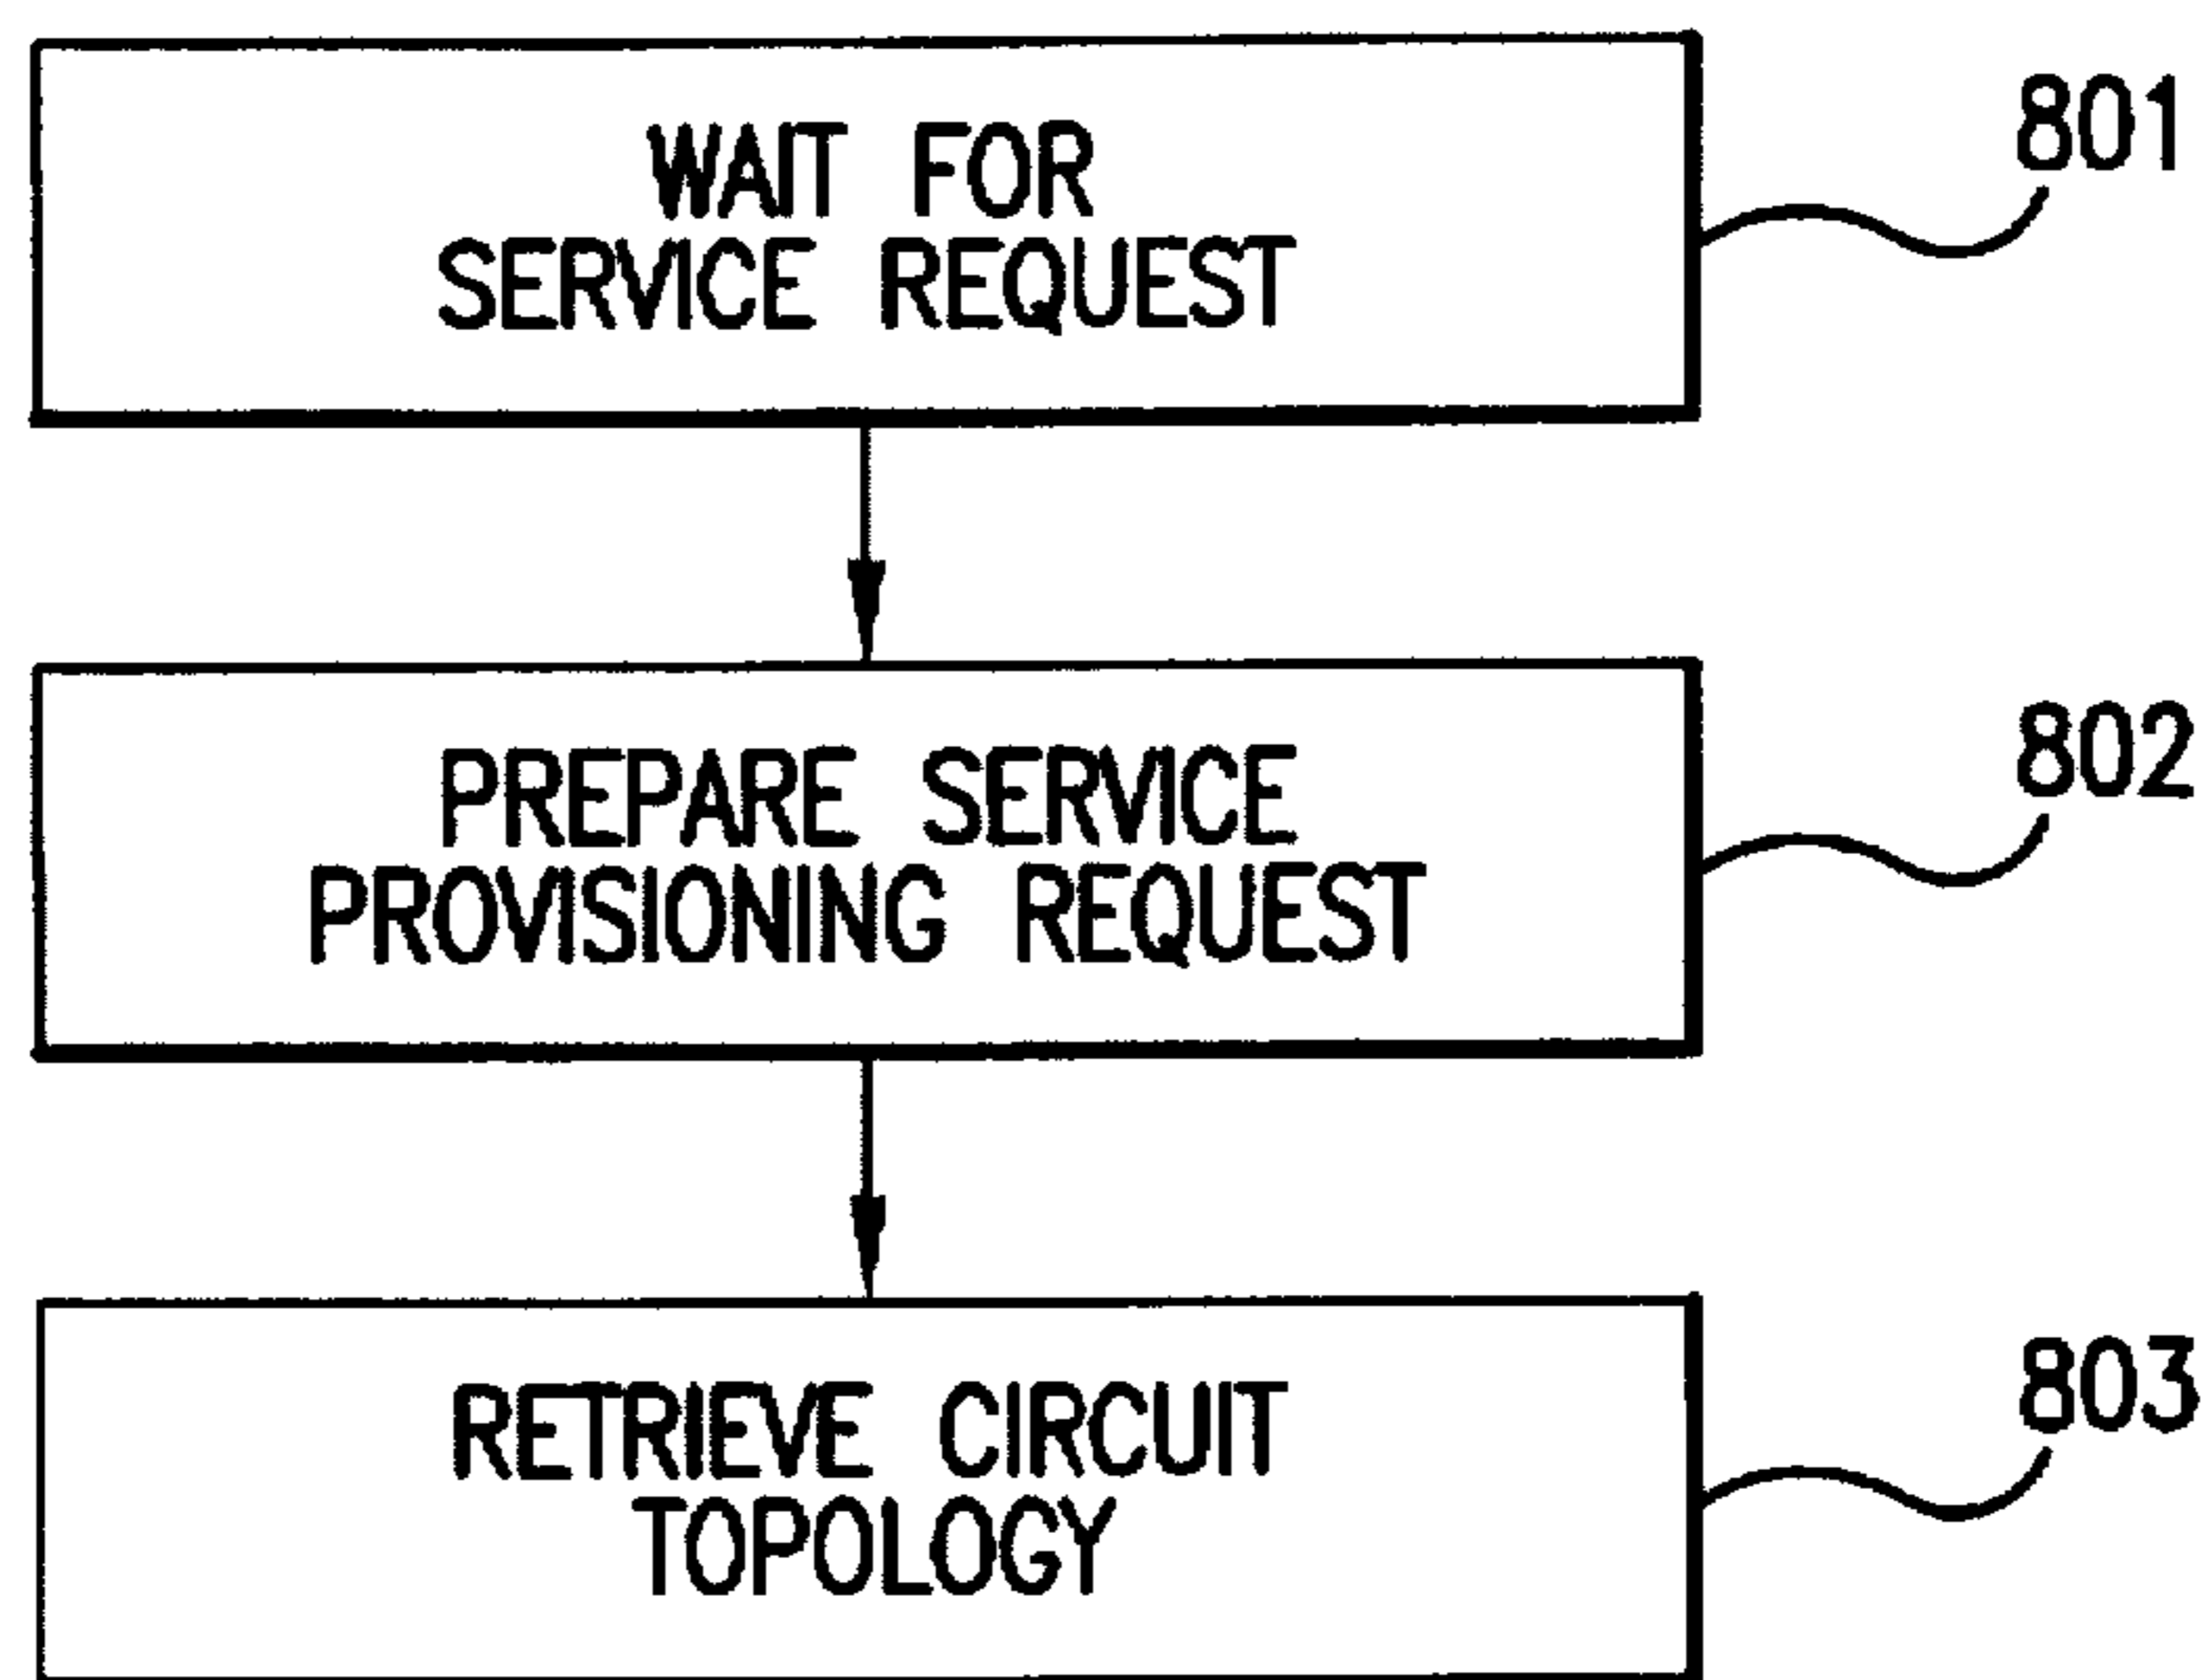 WAIT FOR
SERVICE REQUEST
801
PREPARE SERVICE
PROVISIONING REQUEST
802
RETRIEVE CIRCUIT
TOPOLOGY
803